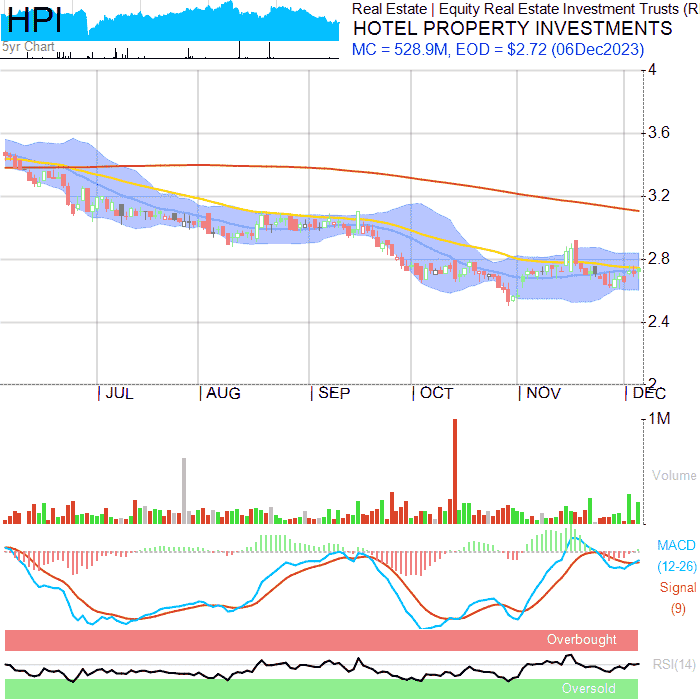 HPI
Real Estate | Equity Real Estate Investment Trusts (R
HOTEL PROPERTY INVESTMENTS
5yr Chart
MC = 528.9M, EOD = $2.72 (06Dec2023)
4
3.6
3.2
2.8
2.4
2
JUL
AUG
SEP
OCT
NOV
DEC
1M
Volume
MACD
(12-26)
Signal
(9)
Overbought
RSI(14)
Oversold